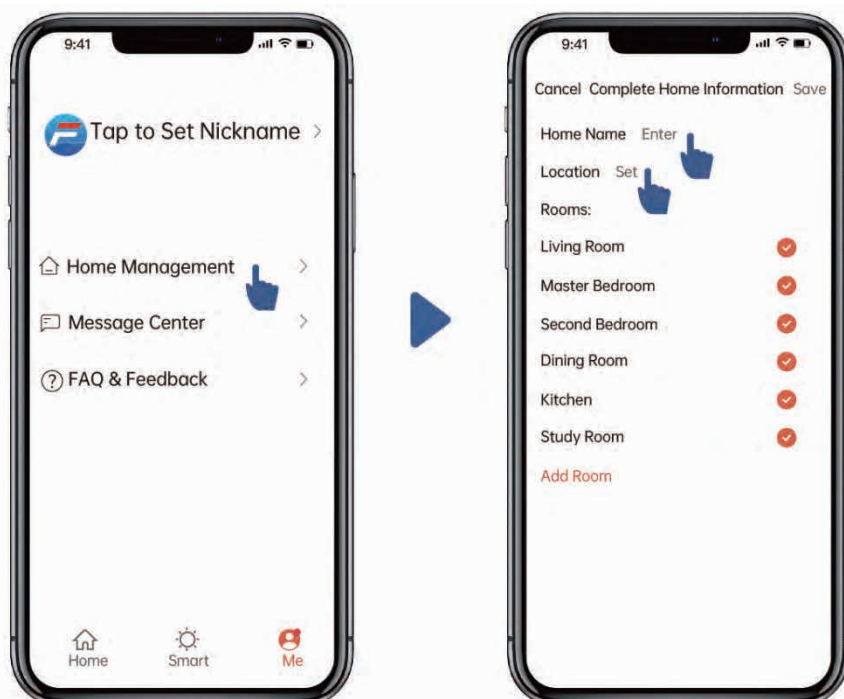 9:41
Tap to Set Nickname
Home Management
Message Center
FAQ & Feedback
Home
Smart
Me
9:41
Cancel Complete Home Information Save
Home Name Enter
Location Set
Rooms:
Living Room
Master Bedroom
Second Bedroom
Dining Room
Kitchen
Study Room
Add Room